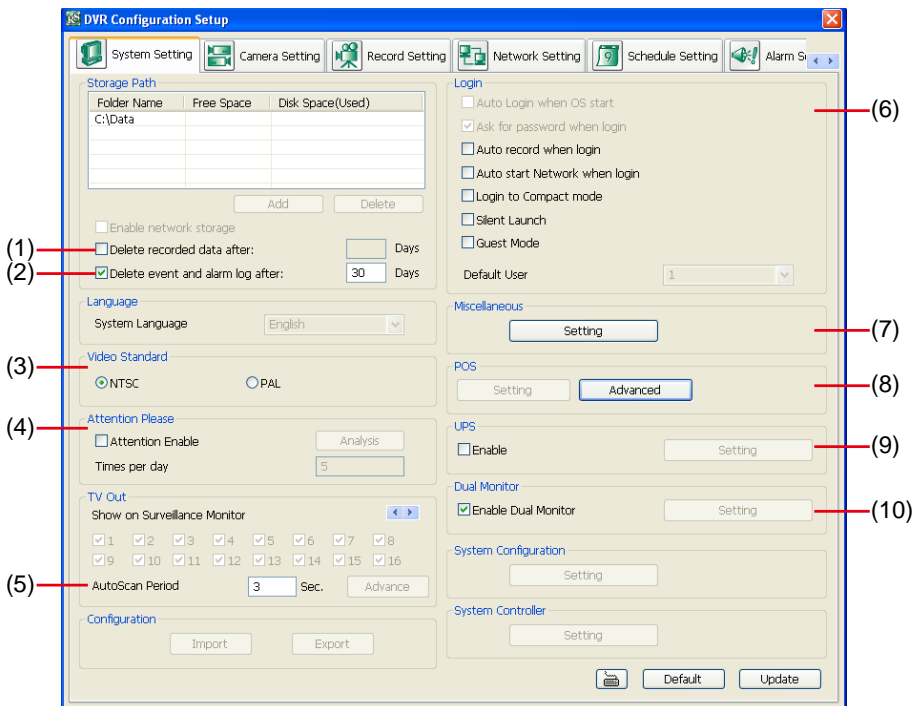 DVR Configuration Setup
System Setting
Camera Setting
Record Setting
Network Setting
Schedule Setting
Alarm S
Storage Path
Folder Name Free Space Disk Space(Used)
C:\Data
Add Delete
Enable network storage
(1) Delete recorded data after: Days
(2) Delete event and alarm log after: 30 Days
Language
System Language English
Video Standard
(3)
NTSC PAL
Attention Please
(4)
Attention Enable Analysis
Times per day 5
TV Out
Show on Surveillance Monitor
1 2 3 4 5 6 7 8
9 10 11 12 13 14 15 16
(5) AutoScan Period 3 Sec. Advance
Configuration
Import Export
Login
Auto Login when OS start
(6)
Ask for password when login
Auto record when login
Auto start Network when login
Login to Compact mode
Silent Launch
Guest Mode
Default User 1
Miscellaneous
Setting (7)
POS
Setting Advanced (8)
UPS
Enable Setting (9)
Dual Monitor
Enable Dual Monitor Setting (10)
System Configuration
Setting
System Controller
Setting
Default Update